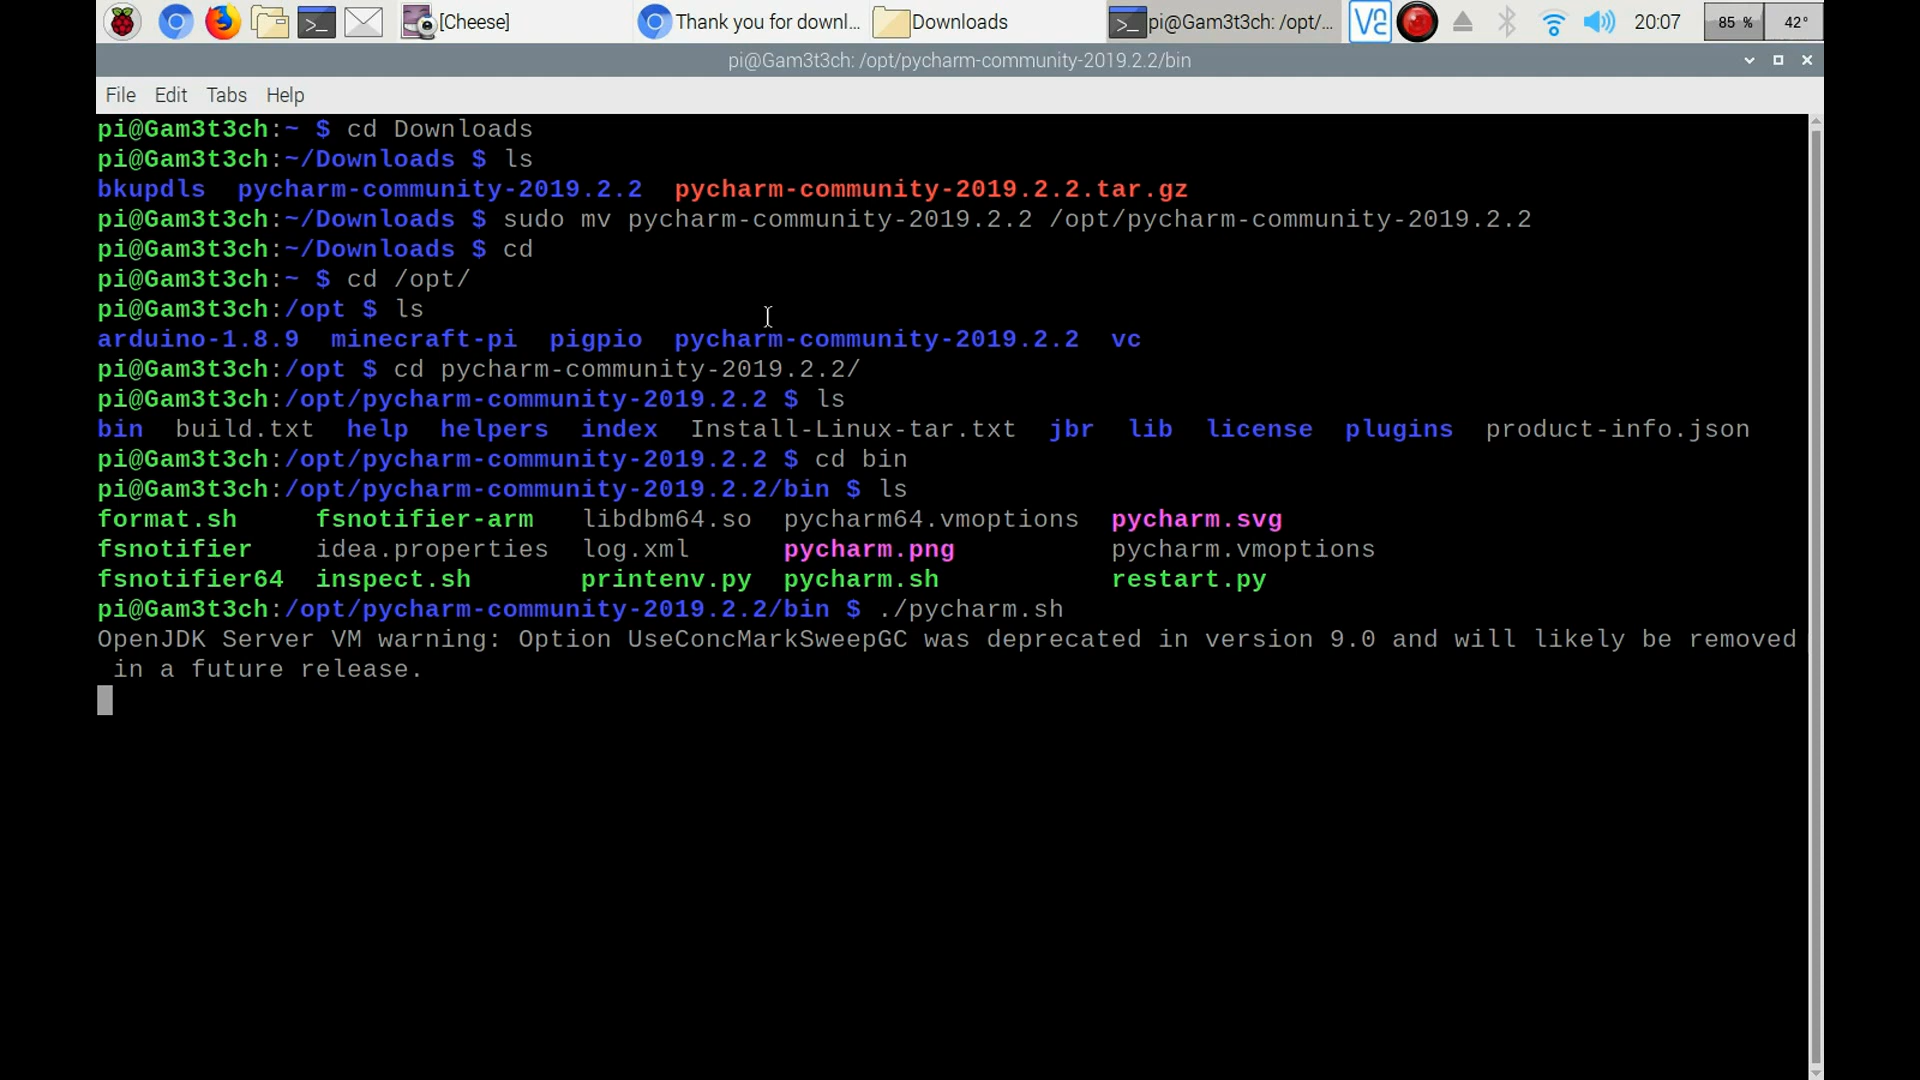 [Cheese] Thank you for downl... Downloads pi@Gam3t3ch: /opt/... 20:07 85 % 42°
pi@Gam3t3ch: /opt/pycharm-community-2019.2.2/bin
File Edit Tabs Help
pi@Gam3t3ch:~ $ cd Downloads
pi@Gam3t3ch:~/Downloads $ ls
bkupdls  pycharm-community-2019.2.2  pycharm-community-2019.2.2.tar.gz
pi@Gam3t3ch:~/Downloads $ sudo mv pycharm-community-2019.2.2 /opt/pycharm-community-2019.2.2
pi@Gam3t3ch:~/Downloads $ cd
pi@Gam3t3ch:~ $ cd /opt/
pi@Gam3t3ch:/opt $ ls
arduino-1.8.9  minecraft-pi  pigpio  pycharm-community-2019.2.2  vc
pi@Gam3t3ch:/opt $ cd pycharm-community-2019.2.2/
pi@Gam3t3ch:/opt/pycharm-community-2019.2.2 $ ls
bin  build.txt  help  helpers  index  Install-Linux-tar.txt  jbr  lib  license  plugins  product-info.json
pi@Gam3t3ch:/opt/pycharm-community-2019.2.2 $ cd bin
pi@Gam3t3ch:/opt/pycharm-community-2019.2.2/bin $ ls
format.sh     fsnotifier-arm   libdbm64.so  pycharm64.vmoptions  pycharm.svg
fsnotifier    idea.properties  log.xml      pycharm.png          pycharm.vmoptions
fsnotifier64  inspect.sh       printenv.py  pycharm.sh           restart.py
pi@Gam3t3ch:/opt/pycharm-community-2019.2.2/bin $ ./pycharm.sh
OpenJDK Server VM warning: Option UseConcMarkSweepGC was deprecated in version 9.0 and will likely be removed
 in a future release.